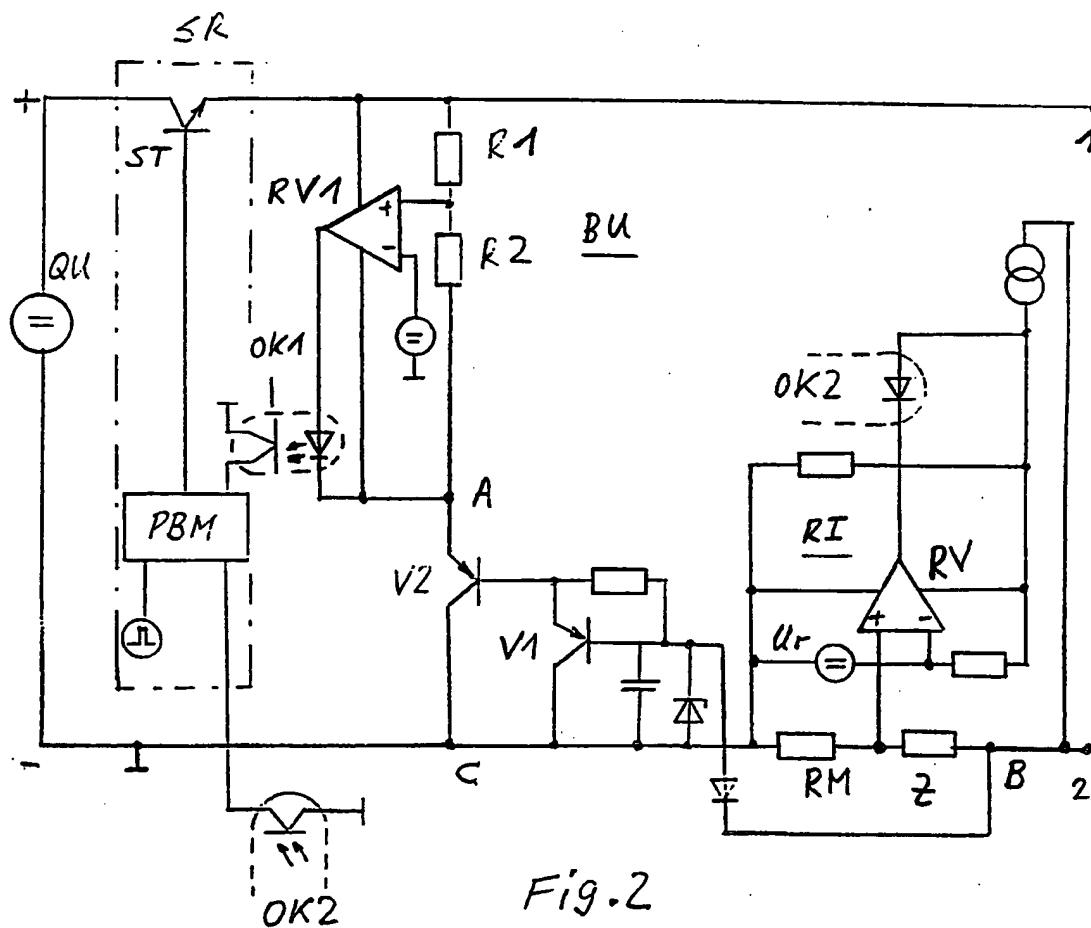 SR
+
1
ST
R1
RV1
+
-
R2
BU
QU
=
OK1
=
OK2
A
PBM
RI
RV
V2
+
-
V1
Ur
=
-
C
RM
Z
B
2
OK2
Fig.2